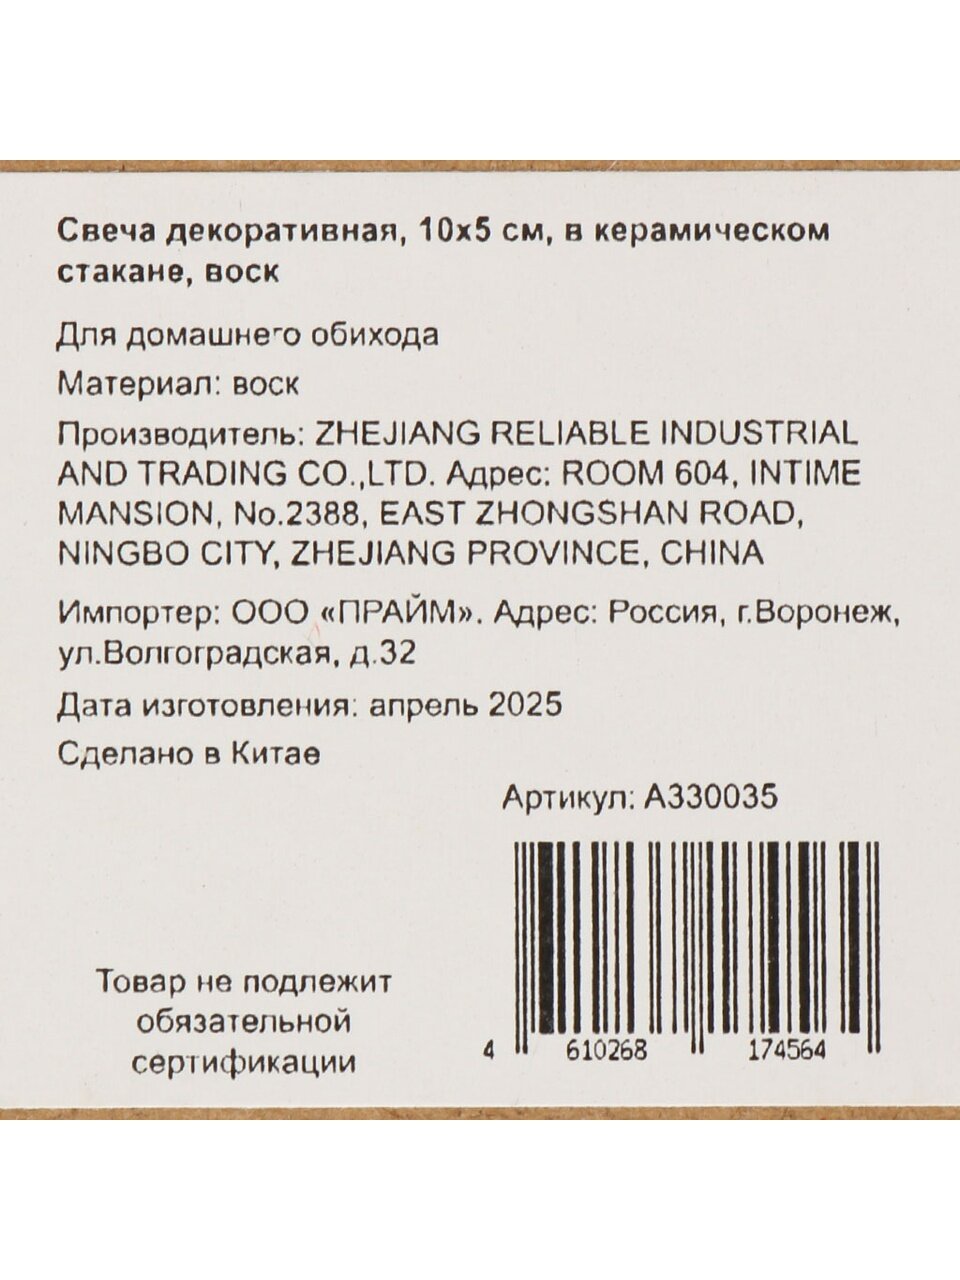 Свеча декоративная, 10х5 см, в керамическом
стакане, воск
Для домашнего обихода
Материал: воск
Производитель: ZHEJIANG RELIABLE INDUSTRIAL
AND TRADING CO.,LTD. Адрес: ROOM 604, INTIME
MANSION, No.2388, EAST ZHONGSHAN ROAD,
NINGBO CITY, ZHEJIANG PROVINCE, CHINA
Импортер: ООО «ПРАЙМ». Адрес: Россия, г.Воронеж,
ул.Волгоградская, д.32
Дата изготовления: апрель 2025
Сделано в Китае
Артикул: А330035
Товар не подлежит
обязательной
сертификации
4 610268 174564